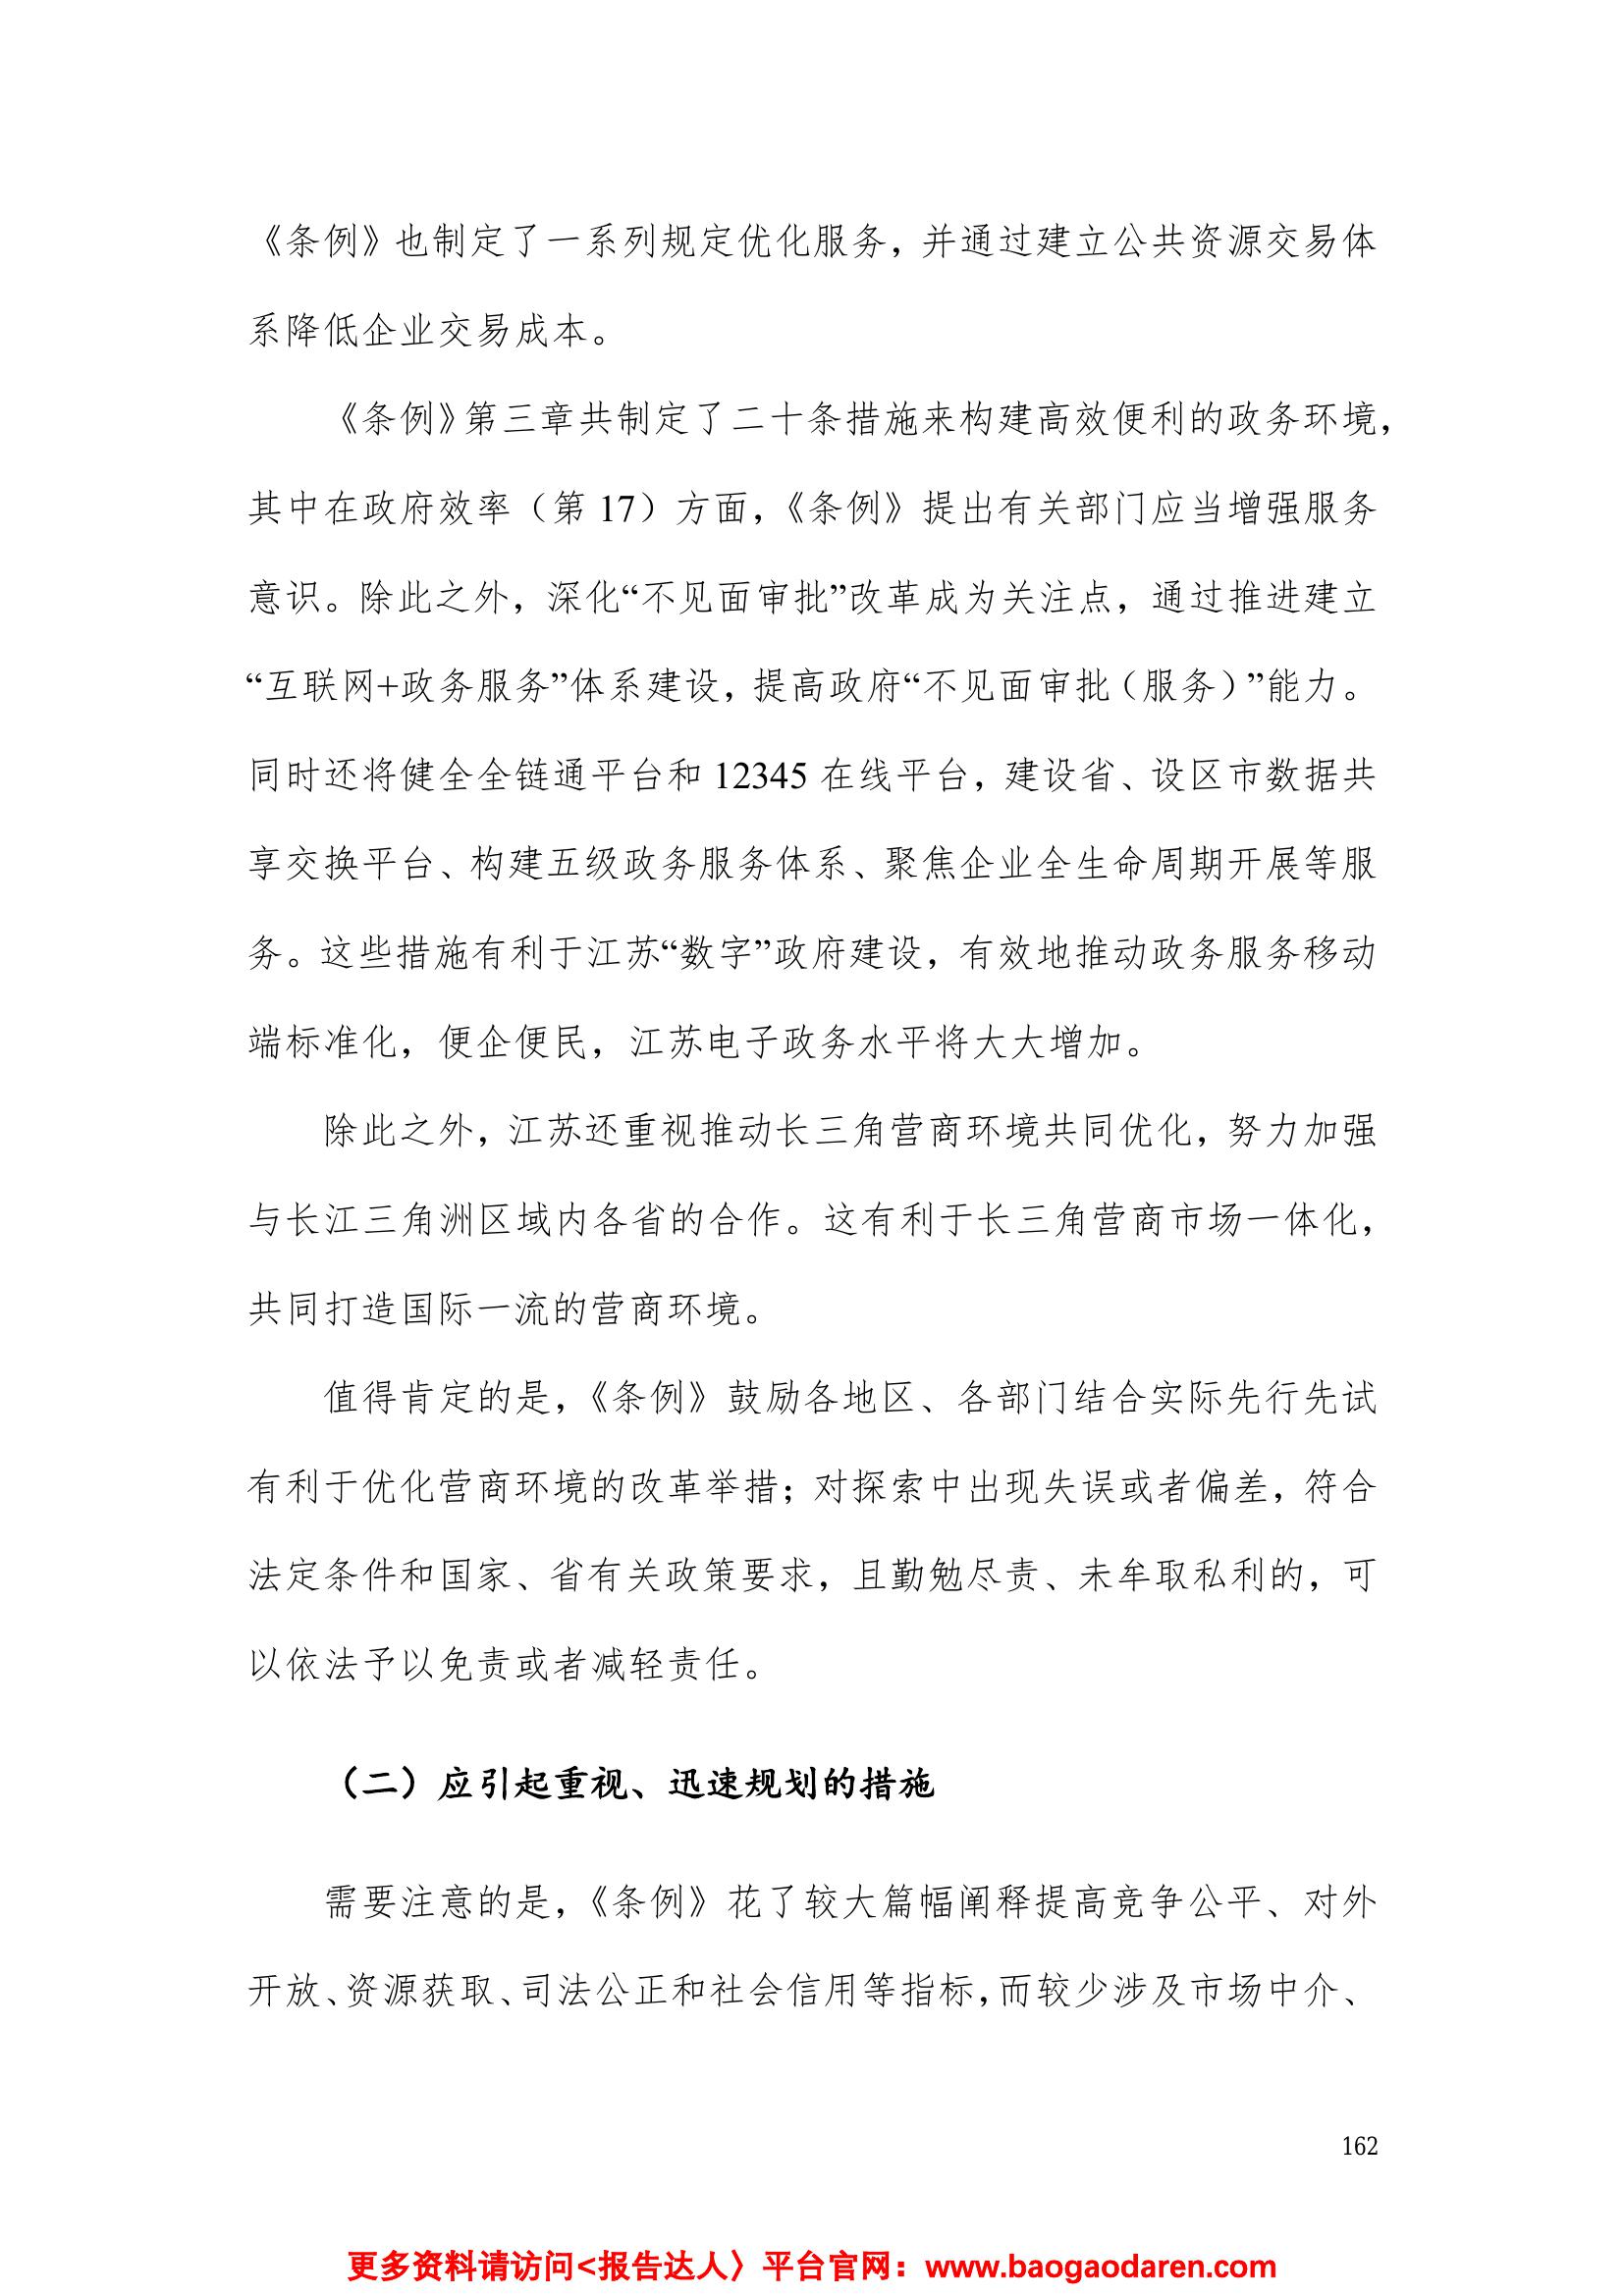 《条例》也制定了一系列规定优化服务，并通过建立公共资源交易体
系降低企业交易成本。
《条例》第三章共制定了二十条措施来构建高效便利的政务环境，
其中在政府效率（第 17）方面，《条例》提出有关部门应当增强服务
意识。除此之外，深化“不见面审批”改革成为关注点，通过推进建立
“互联网+政务服务”体系建设，提高政府“不见面审批（服务）”能力。
同时还将健全全链通平台和 12345 在线平台，建设省、设区市数据共
享交换平台、构建五级政务服务体系、聚焦企业全生命周期开展等服
务。这些措施有利于江苏“数字”政府建设，有效地推动政务服务移动
端标准化，便企便民，江苏电子政务水平将大大增加。
除此之外，江苏还重视推动长三角营商环境共同优化，努力加强
与长江三角洲区域内各省的合作。这有利于长三角营商市场一体化，
共同打造国际一流的营商环境。
值得肯定的是，《条例》鼓励各地区、各部门结合实际先行先试
有利于优化营商环境的改革举措；对探索中出现失误或者偏差，符合
法定条件和国家、省有关政策要求，且勤勉尽责、未牟取私利的，可
以依法予以免责或者减轻责任。
（二）应引起重视、迅速规划的措施
需要注意的是，《条例》花了较大篇幅阐释提高竞争公平、对外
开放、资源获取、司法公正和社会信用等指标，而较少涉及市场中介、
162
更多资料请访问<报告达人〉平台官网：www.baogaodaren.com